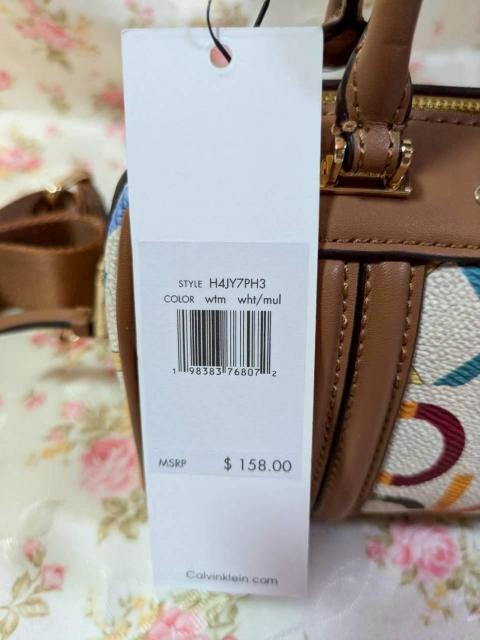 STYLE H4JY7PH3
COLOR wtm wht/mul
1 98383 76807 2
MSRP $ 158.00
Calvinklein.com